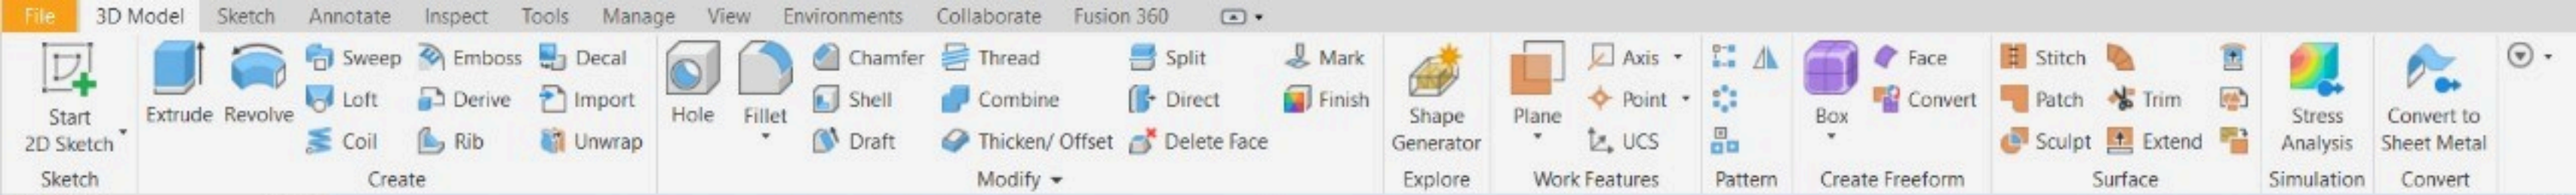 File 3D Model Sketch Annotate Inspect Tools Manage View Environments Collaborate Fusion 360
Start
2D Sketch
Sketch
Extrude
Revolve
Sweep
Loft
Coil
Emboss
Derive
Rib
Decal
Import
Unwrap
Create
Hole
Fillet
Chamfer
Shell
Draft
Thread
Combine
Thicken/ Offset
Split
Direct
Delete Face
Mark
Finish
Modify
Shape
Generator
Explore
Plane
Axis
Point
UCS
Work Features
Pattern
Box
Face
Convert
Create Freeform
Stitch
Patch
Sculpt
Trim
Extend
Surface
Stress
Analysis
Simulation
Convert to
Sheet Metal
Convert